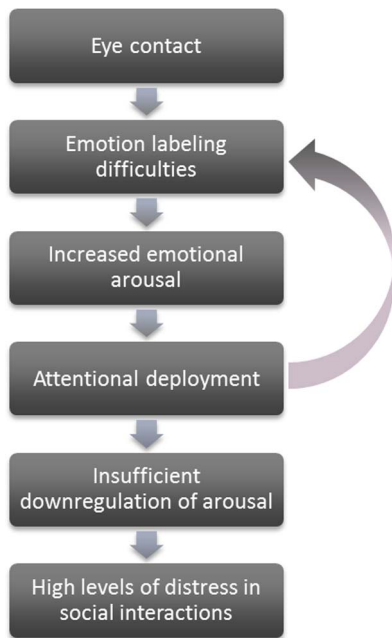 Eye contact
Emotion labeling
difficulties
Increased emotional
arousal
Attentional deployment
Insufficient
downregulation of arousal
High levels of distress in
social interactions